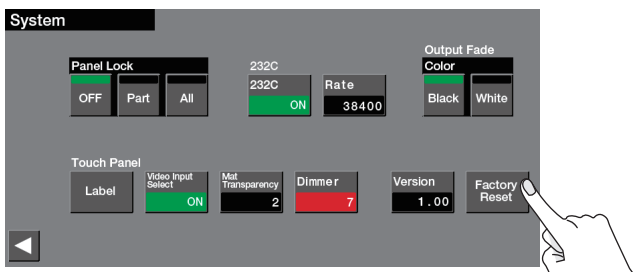 System
Output Fade
Panel Lock
232C
Color
OFF
Part
All
232C
ON
Rate
38400
Black
White
Touch Panel
Label
Video Input
Select
ON
Mat
Transparency
2
Dimmer
7
Version
1.00
Factory
Reset